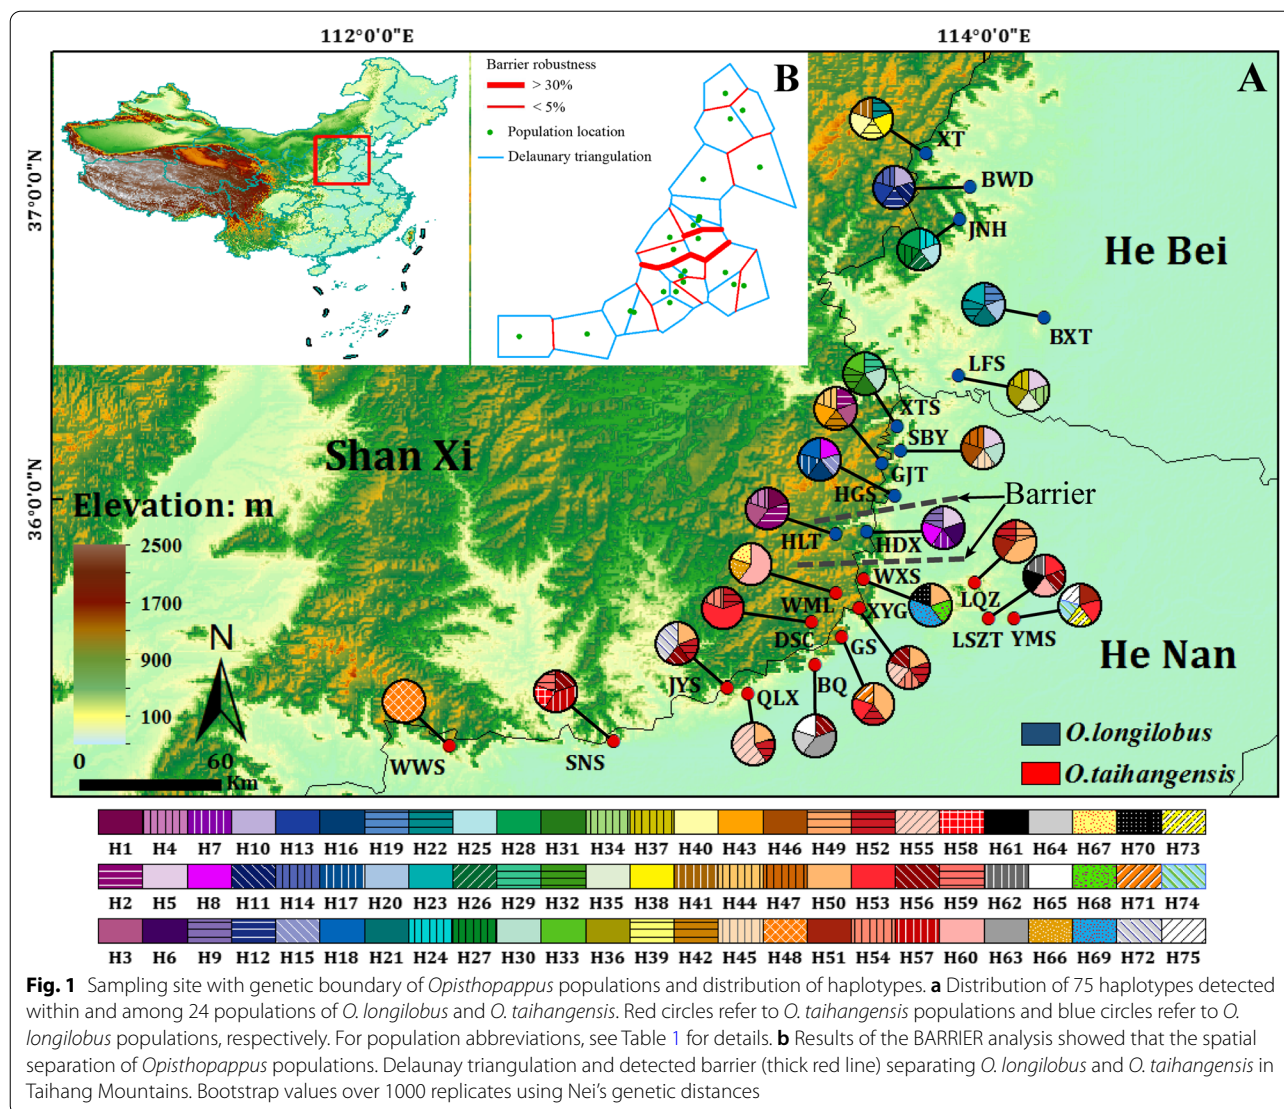 112°0'0"E
114°0'0"E
37°0'0"N
36°0'0"N
B
A
Barrier robustness
> 30%
< 5%
Population location
Delaunary triangulation
XT
BWD
JNH
He Bei
BXT
LFS
XTS
SBY
GJT
HGS
Shan Xi
Barrier
HLT
HDX
Elevation: m
2500
1700
900
100
WXS
WML
XYG
LQZ
DSC
GS
LSZT
YMS
He Nan
JYS
QLX
BQ
N
WWS
SNS
0
60
Km
O.longilobus
O.taihangensis
H1 H4 H7 H10 H13 H16 H19 H22 H25 H28 H31 H34 H37 H40 H43 H46 H49 H52 H55 H58 H61 H64 H67 H70 H73
H2 H5 H8 H11 H14 H17 H20 H23 H26 H29 H32 H35 H38 H41 H44 H47 H50 H53 H56 H59 H62 H65 H68 H71 H74
H3 H6 H9 H12 H15 H18 H21 H24 H27 H30 H33 H36 H39 H42 H45 H48 H51 H54 H57 H60 H63 H66 H69 H72 H75
Fig. 1 Sampling site with genetic boundary of Opisthopappus populations and distribution of haplotypes. a Distribution of 75 haplotypes detected
within and among 24 populations of O. longilobus and O. taihangensis. Red circles refer to O. taihangensis populations and blue circles refer to O.
longilobus populations, respectively. For population abbreviations, see Table 1 for details. b Results of the BARRIER analysis showed that the spatial
separation of Opisthopappus populations. Delaunay triangulation and detected barrier (thick red line) separating O. longilobus and O. taihangensis in
Taihang Mountains. Bootstrap values over 1000 replicates using Nei's genetic distances